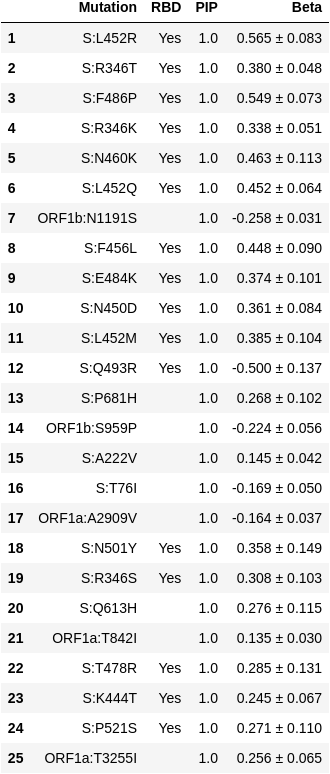 Mutation RBD PIP Beta
1 S:L452R Yes 1.0 0.565 ± 0.083
2 S:R346T Yes 1.0 0.380 ± 0.048
3 S:F486P Yes 1.0 0.549 ± 0.073
4 S:R346K Yes 1.0 0.338 ± 0.051
5 S:N460K Yes 1.0 0.463 ± 0.113
6 S:L452Q Yes 1.0 0.452 ± 0.064
7 ORF1b:N1191S 1.0 -0.258 ± 0.031
8 S:F456L Yes 1.0 0.448 ± 0.090
9 S:E484K Yes 1.0 0.374 ± 0.101
10 S:N450D Yes 1.0 0.361 ± 0.084
11 S:L452M Yes 1.0 0.385 ± 0.104
12 S:Q493R Yes 1.0 -0.500 ± 0.137
13 S:P681H 1.0 0.268 ± 0.102
14 ORF1b:S959P 1.0 -0.224 ± 0.056
15 S:A222V 1.0 0.145 ± 0.042
16 S:T76I 1.0 -0.169 ± 0.050
17 ORF1a:A2909V 1.0 -0.164 ± 0.037
18 S:N501Y Yes 1.0 0.358 ± 0.149
19 S:R346S Yes 1.0 0.308 ± 0.103
20 S:Q613H 1.0 0.276 ± 0.115
21 ORF1a:T842I 1.0 0.135 ± 0.030
22 S:T478R Yes 1.0 0.285 ± 0.131
23 S:K444T Yes 1.0 0.245 ± 0.067
24 S:P521S Yes 1.0 0.271 ± 0.110
25 ORF1a:T3255I 1.0 0.256 ± 0.065